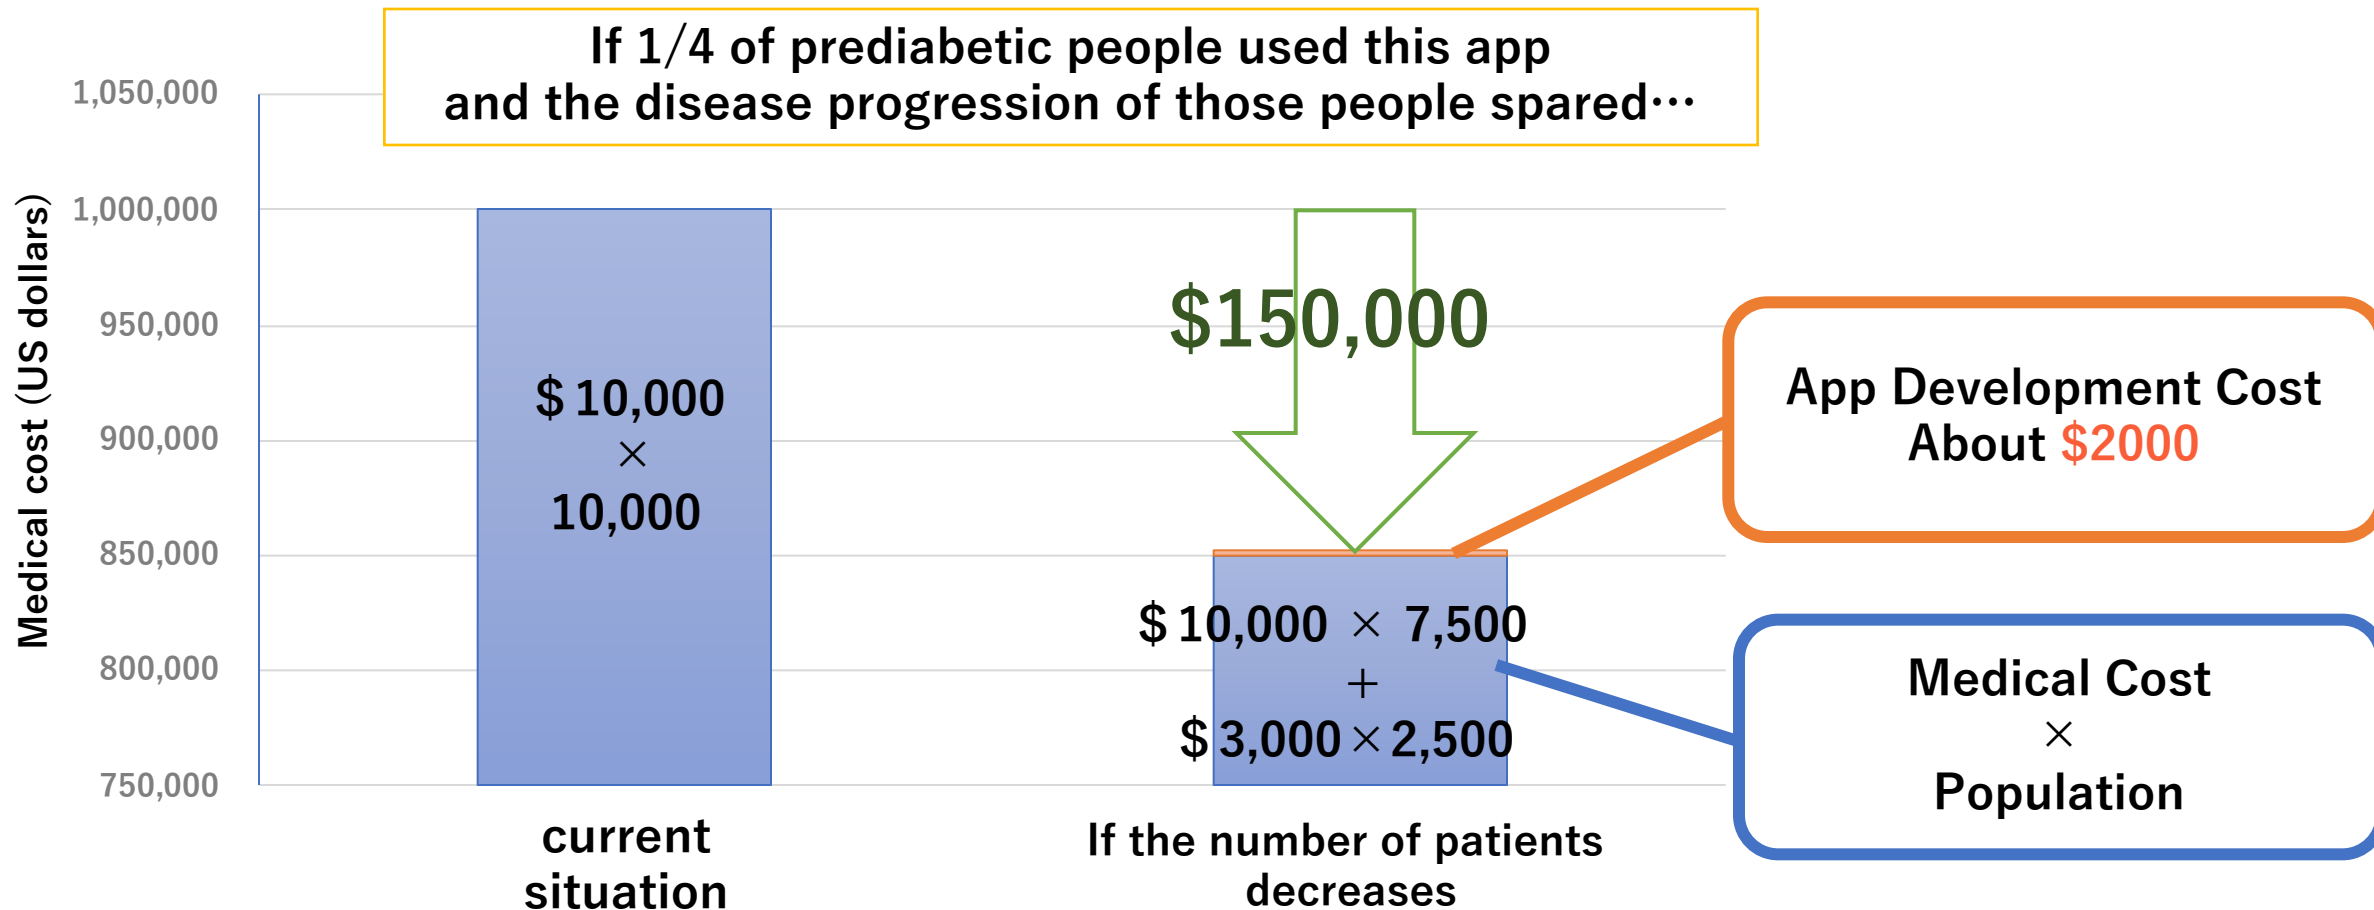 If 1/4 of prediabetic people used this app
and the disease progression of those people spared…
Medical cost (US dollars)
1,050,000
1,000,000
950,000
900,000
850,000
800,000
750,000
$ 10,000
×
10,000
current
situation
$150,000
$ 10,000 × 7,500
+
$ 3,000 × 2,500
If the number of patients
decreases
App Development Cost
About $2000
Medical Cost
×
Population